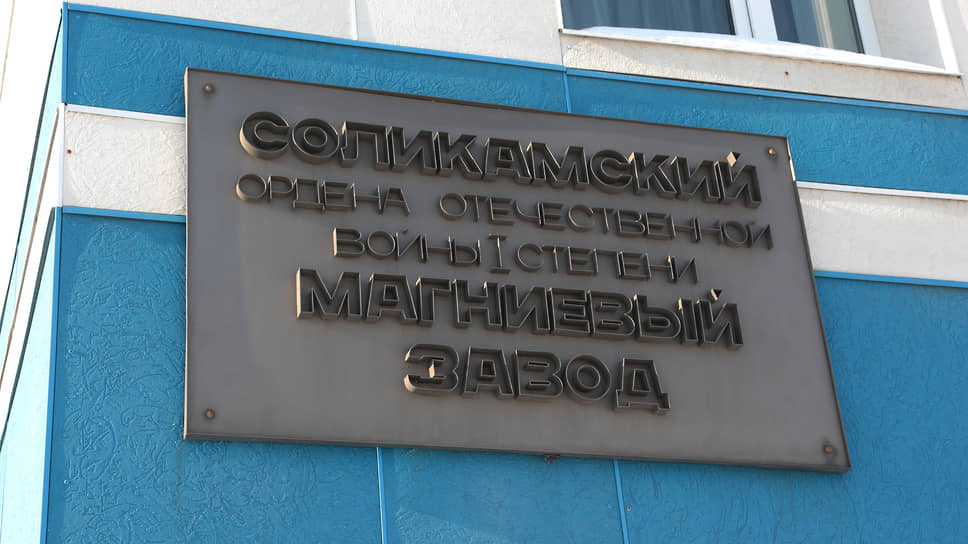 СОЛИКАМСКИЙ
ОРДЕНА ОТЕЧЕСТВЕННОЙ
ВОЙНЫ I СТЕПЕНИ
МАГНИЕВЫЙ
ЗАВОД